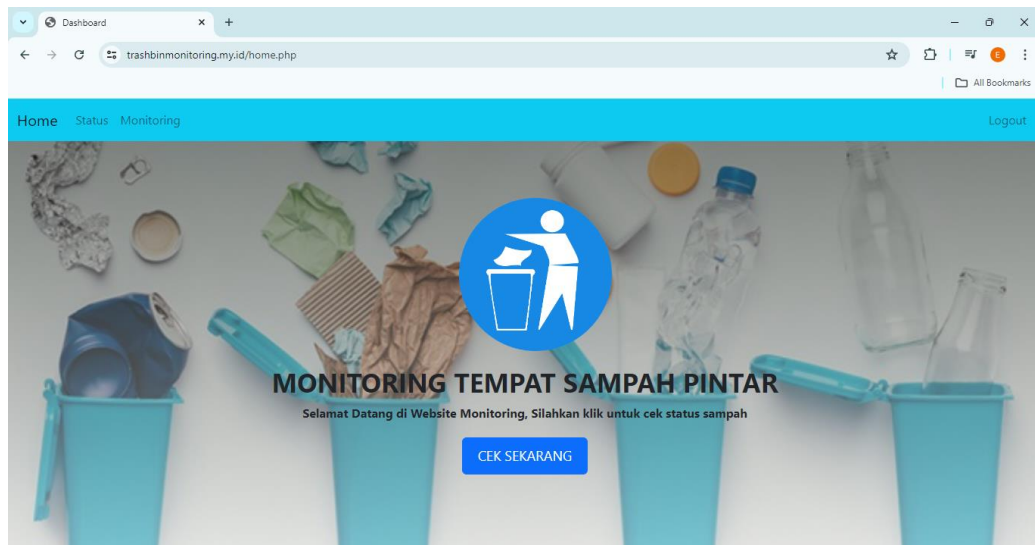 Dashboard
trashbinmonitoring.my.id/home.php
E
All Bookmarks
Home Status Monitoring Logout
MONITORING TEMPAT SAMPAH PINTAR
Selamat Datang di Website Monitoring, Silahkan klik untuk cek status sampah
CEK SEKARANG